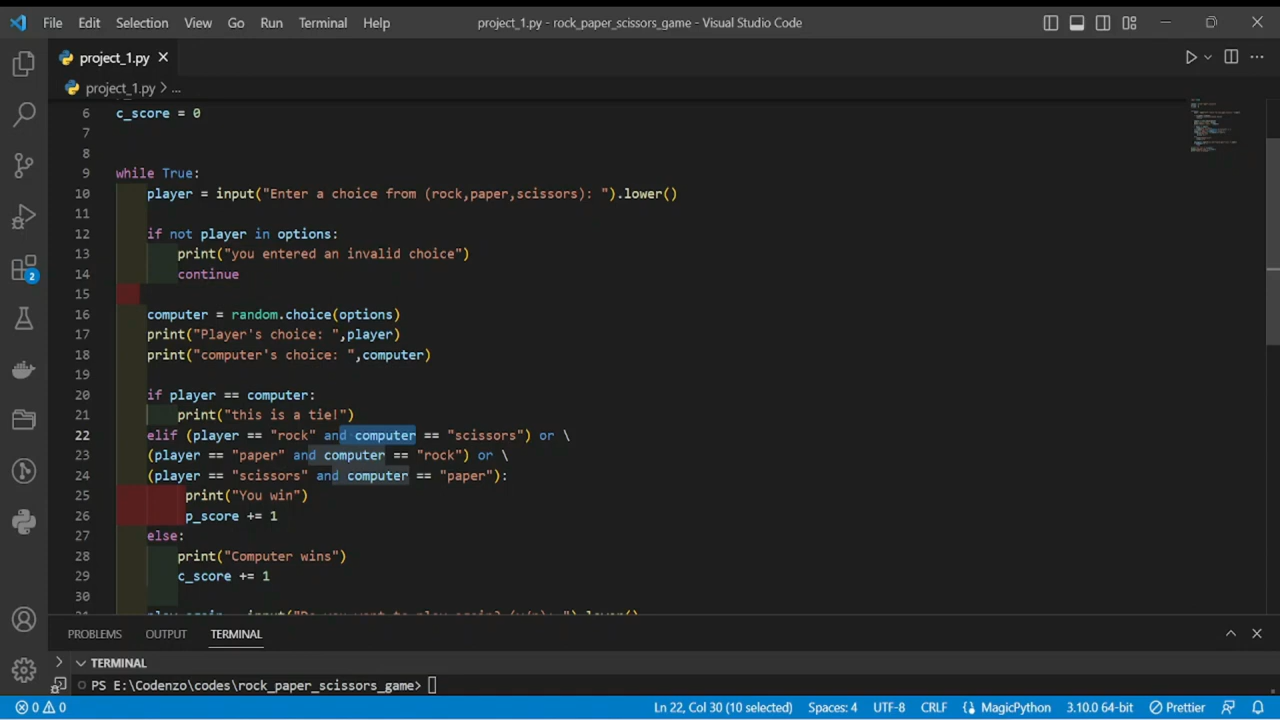 File Edit Selection View Go Run Terminal Help project_1.py - rock_paper_scissors_game - Visual Studio Code
project_1.py
project_1.py > ...
6 c_score = 0
7
8
9 while True:
10 player = input("Enter a choice from (rock,paper,scissors): ").lower()
11
12 if not player in options:
13 print("you entered an invalid choice")
14 continue
15
16 computer = random.choice(options)
17 print("Player's choice: ",player)
18 print("computer's choice: ",computer)
19
20 if player == computer:
21 print("this is a tie!")
22 elif (player == "rock" and computer == "scissors") or \
23 (player == "paper" and computer == "rock") or \
24 (player == "scissors" and computer == "paper"):
25 print("You win")
26 p_score += 1
27 else:
28 print("Computer wins")
29 c_score += 1
30
2
PROBLEMS OUTPUT TERMINAL
TERMINAL
PS E:\Codenzo\codes\rock_paper_scissors_game>
0 0 Ln 22, Col 30 (10 selected) Spaces: 4 UTF-8 CRLF MagicPython 3.10.0 64-bit Prettier